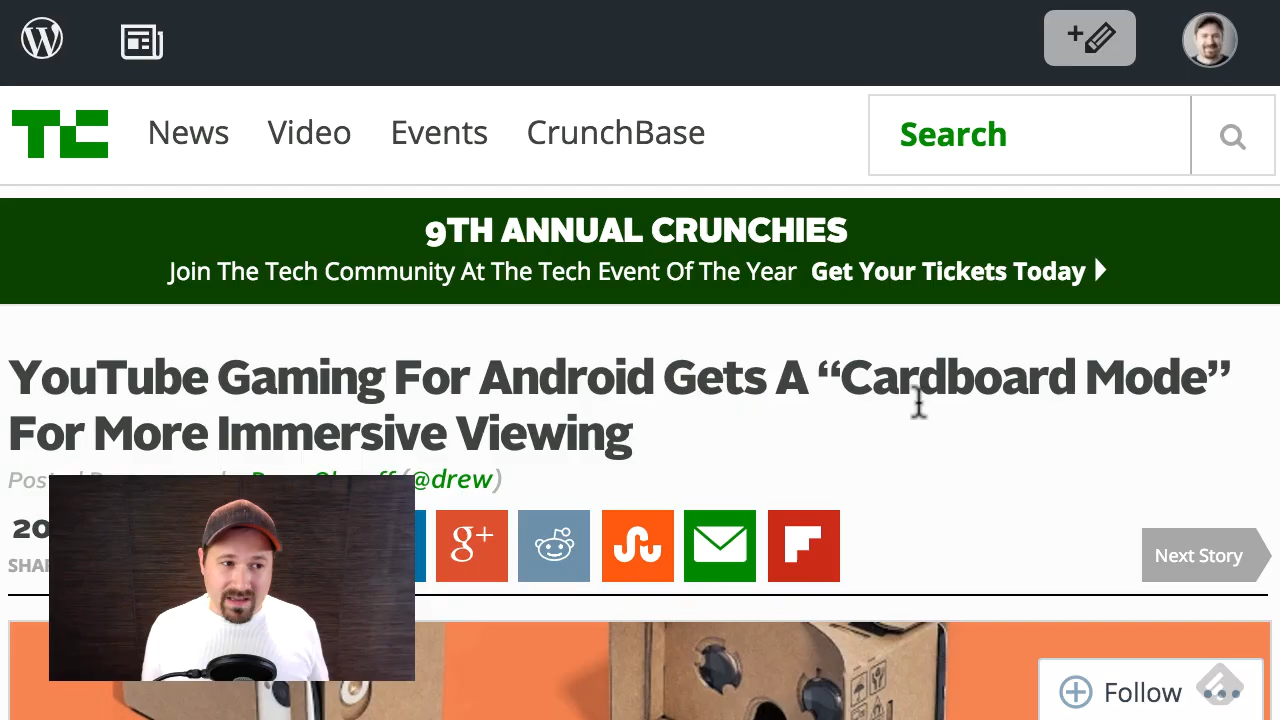 TC News Video Events CrunchBase Search
9TH ANNUAL CRUNCHIES
Join The Tech Community At The Tech Event Of The Year Get Your Tickets Today
YouTube Gaming For Android Gets A “Cardboard Mode”
For More Immersive Viewing
@drew)
20
g+
Next Story
Follow